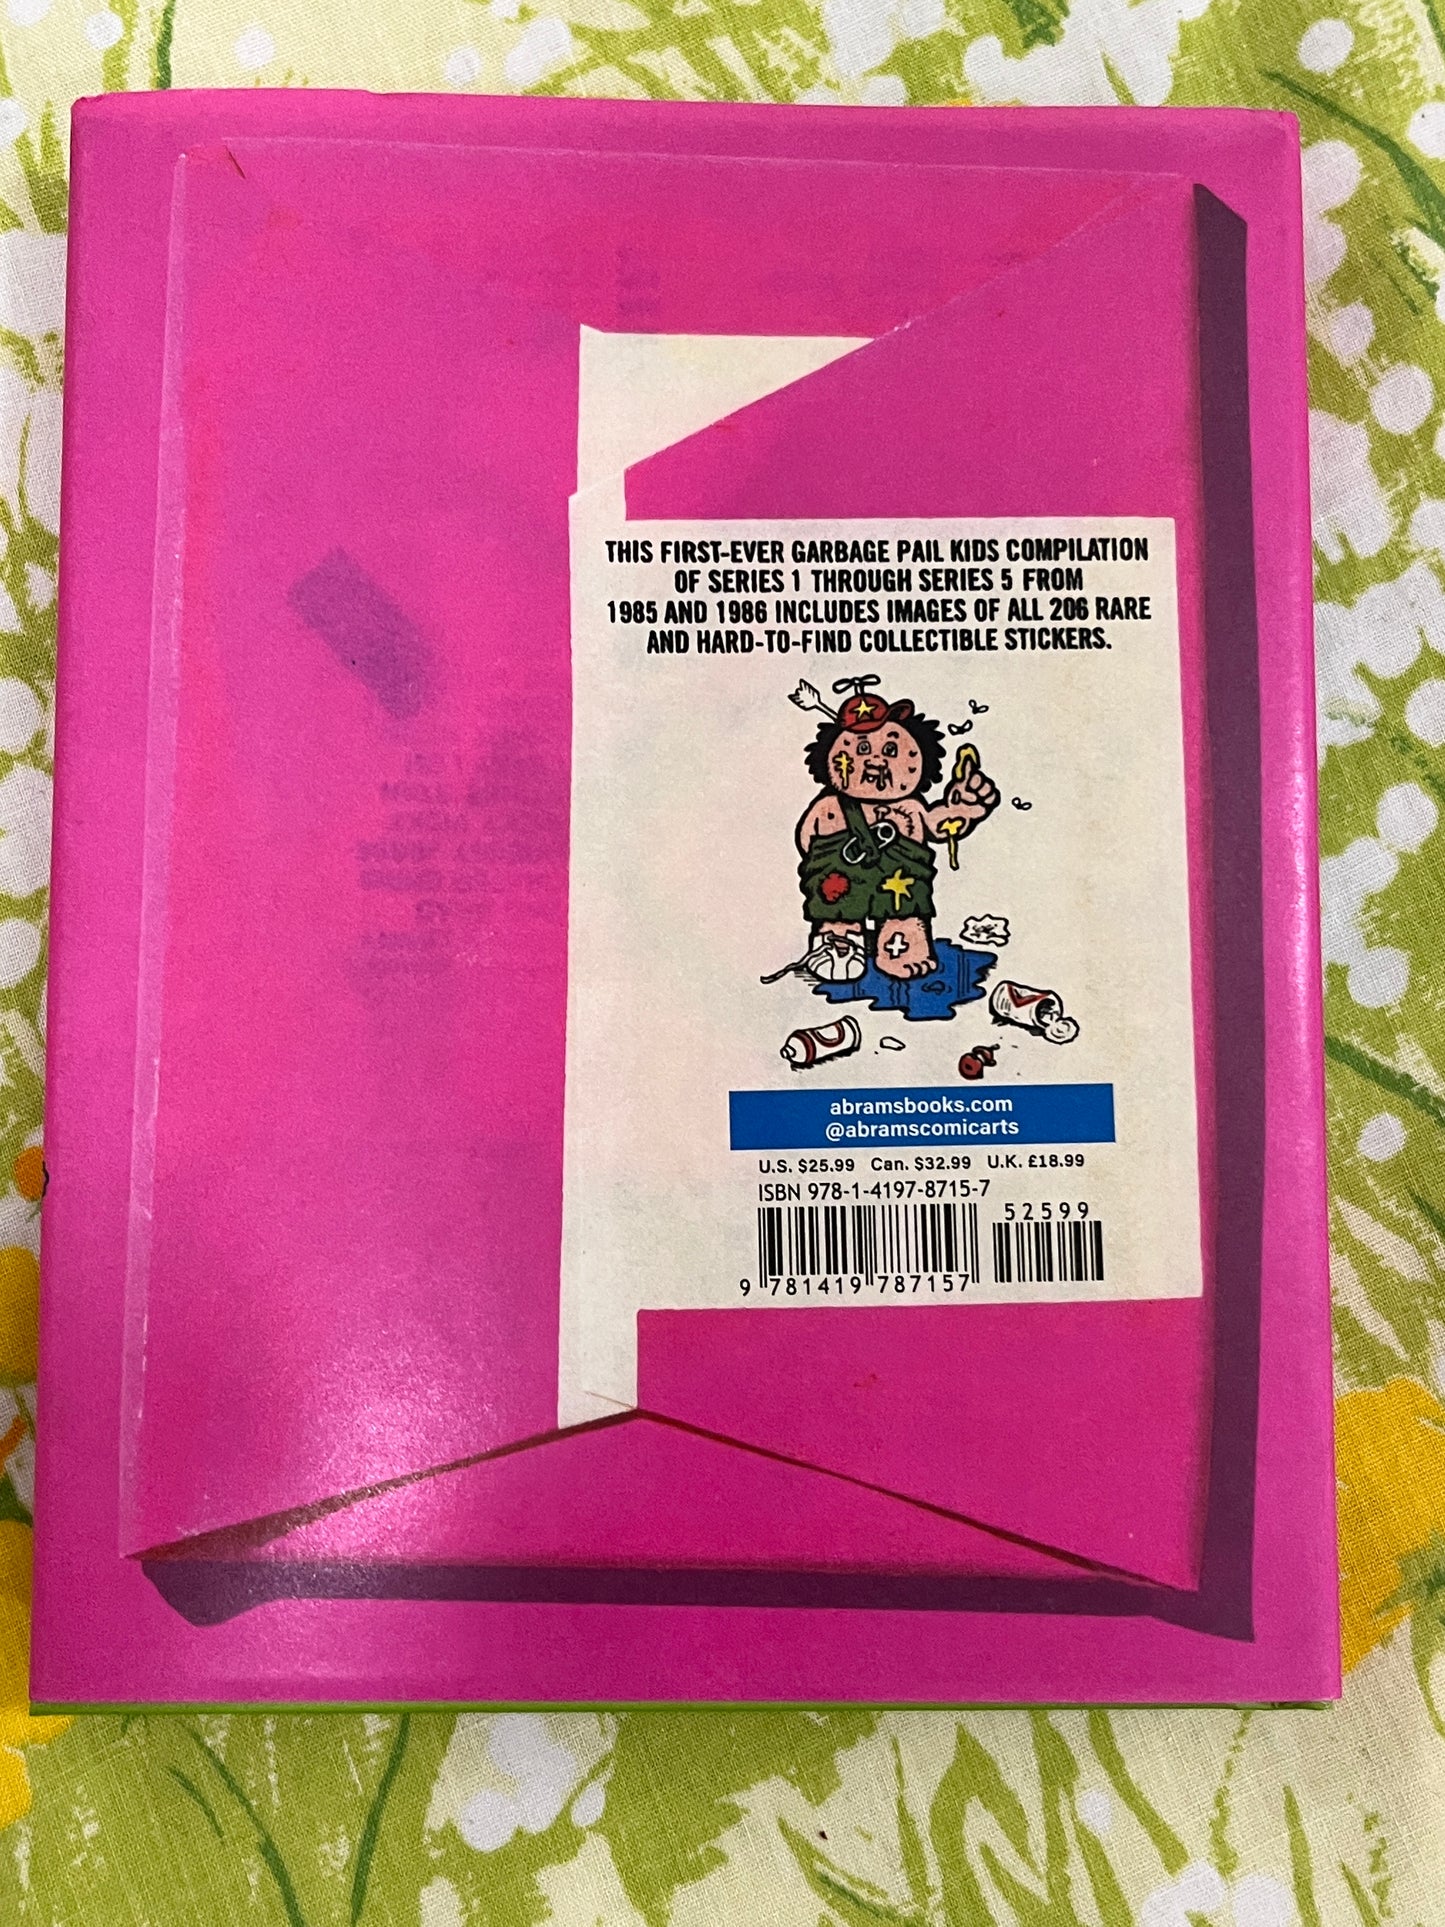 THIS FIRST-EVER GARBAGE PAIL KIDS COMPILATION
OF SERIES 1 THROUGH SERIES 5 FROM
1985 AND 1986 INCLUDES IMAGES OF ALL 206 RARE
AND HARD-TO-FIND COLLECTIBLE STICKERS.
abramsbooks.com
@abramscomicarts
U.S. $25.99 Can. $32.99 U.K. £18.99
ISBN 978-1-4197-8715-7
52599
9 781419 787157